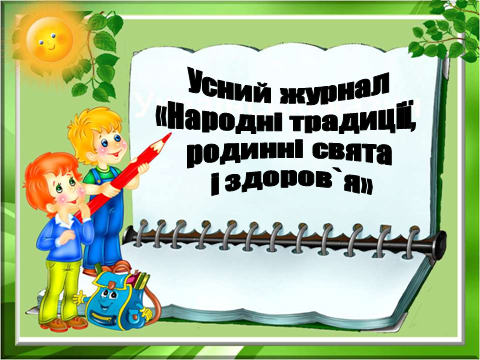 Усний журнал
«Народні традиції,
родинні свята
і здоров`я»